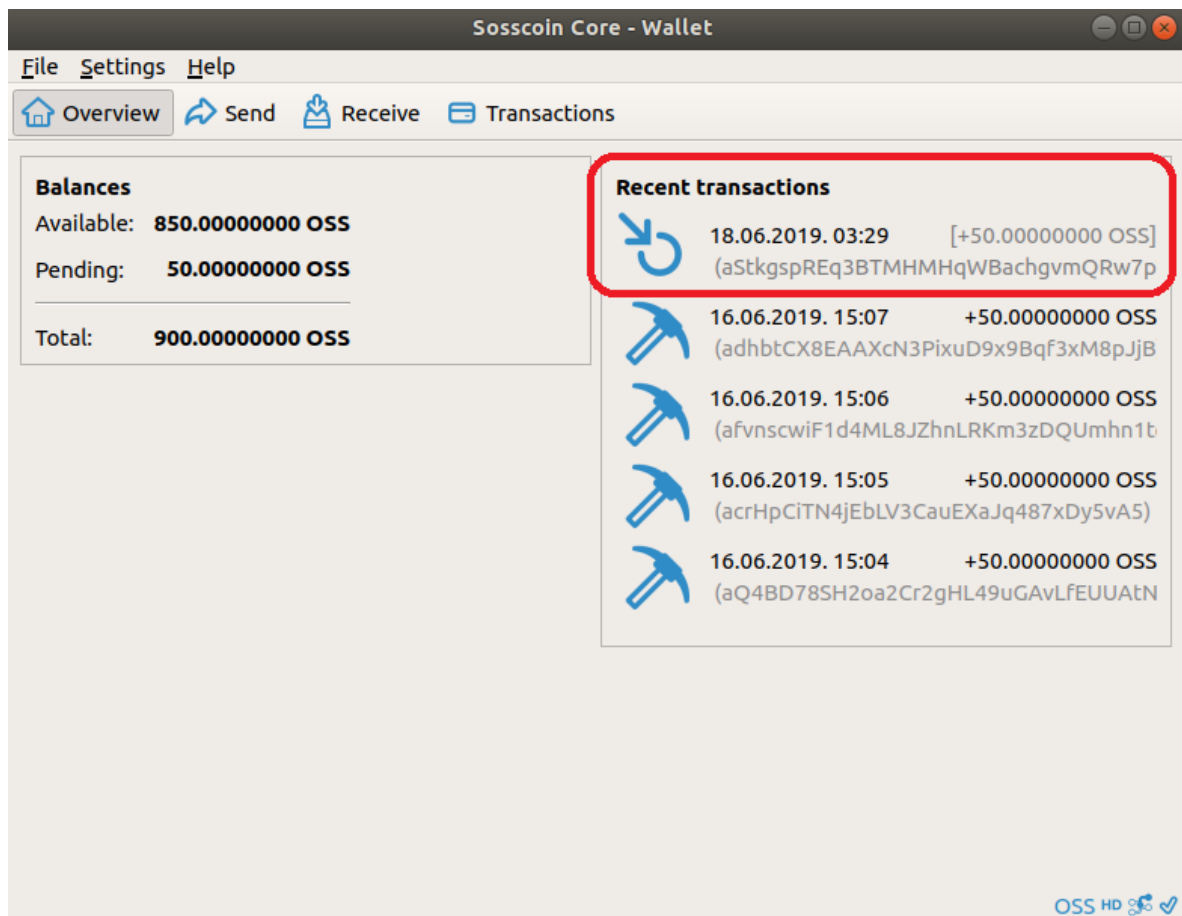 Sosscoin Core - Wallet
File Settings Help
Overview Send Receive Transactions
Balances
Available: 850.00000000 OSS
Pending: 50.00000000 OSS
Total: 900.00000000 OSS
Recent transactions
18.06.2019. 03:29 [+50.00000000 OSS]
(aStkgspREq3BTMHMHqWBachgvmQRw7p
16.06.2019. 15:07 +50.00000000 OSS
(adhbtCX8EAAXcN3PixuD9x9Bqf3xM8pJjB
16.06.2019. 15:06 +50.00000000 OSS
(afvnscwiF1d4ML8JZhnLRKm3zDQUmhn1t
16.06.2019. 15:05 +50.00000000 OSS
(acrHpCiTN4jEbLV3CauEXaJq487xDy5vA5)
16.06.2019. 15:04 +50.00000000 OSS
(aQ4BD78SH2oa2Cr2gHL49uGAvLfEUUAtN
OSS HD